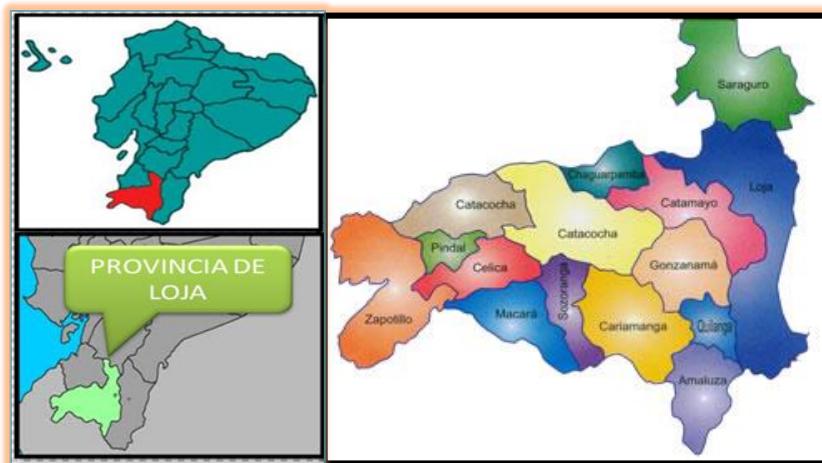 PROVINCIA DE
LOJA
Saraguro
Chaguarpamba
Loja
Catacocha
Catamayo
Pindal
Catacocha
Celica
Gonzanamá
Zapotillo
Macará
Sozoranga
Cariamanga
Quilanga
Amaluza